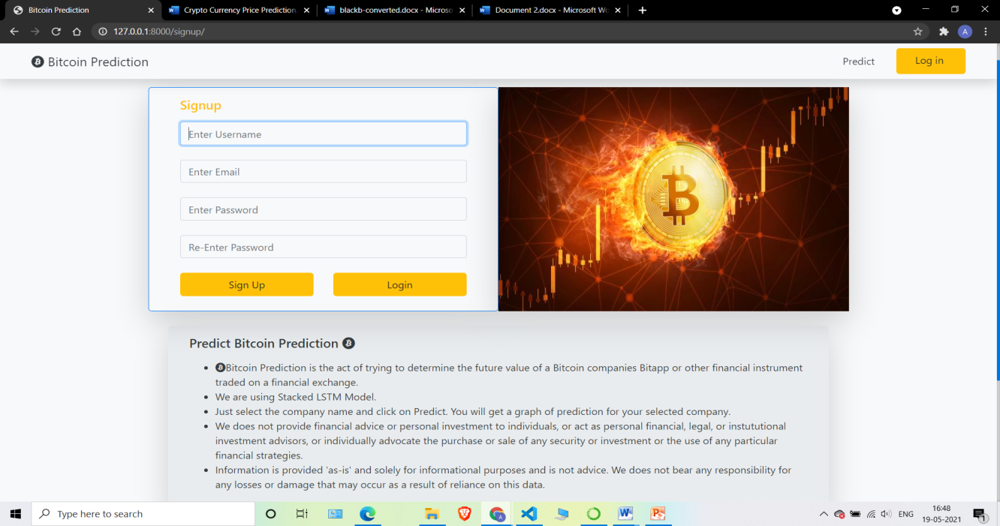 Bitcoin Prediction
Crypto Currency Price Prediction.
blackb-converted.docx - Microso
Document 2.docx - Microsoft Wo
127.0.0.1:8000/signup/
A
Bitcoin Prediction
Predict
Log in
Signup
Enter Username
Enter Email
Enter Password
Re-Enter Password
Sign Up
Login
Predict Bitcoin Prediction
Bitcoin Prediction is the act of trying to determine the future value of a Bitcoin companies Bitapp or other financial instrument
traded on a financial exchange.
We are using Stacked LSTM Model.
Just select the company name and click on Predict. You will get a graph of prediction for your selected company.
We does not provide financial advice or personal investment to individuals, or act as personal financial, legal, or instutional
investment advisors, or individually advocate the purchase or sale of any security or investment or the use of any particular
financial strategies.
Information is provided 'as-is' and solely for informational purposes and is not advice. We does not bear any responsibility for
any losses or damage that may occur as a result of reliance on this data.
Type here to search
ENG
16:48
19-05-2021
1